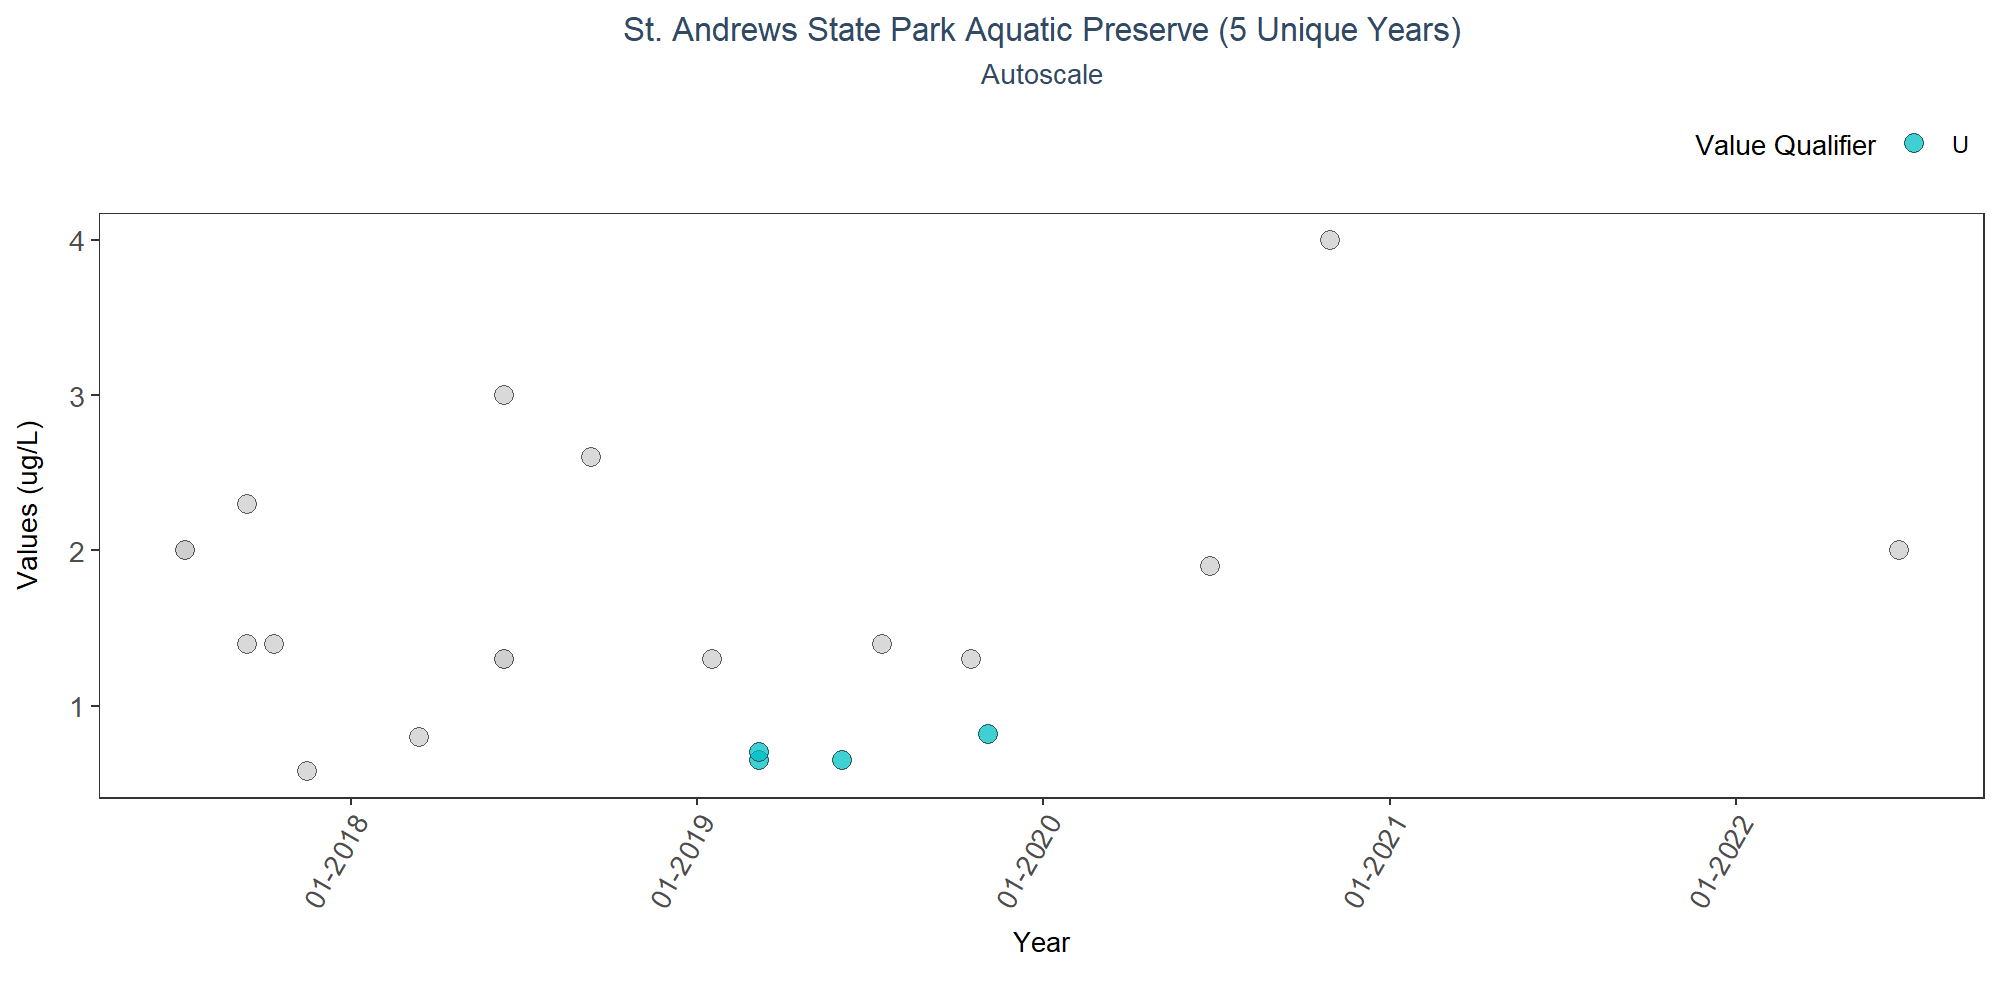 St. Andrews State Park Aquatic Preserve (5 Unique Years)
Autoscale
Value Qualifier U
4
3
2
1
Values (ug/L)
01-2018
01-2019
01-2020
01-2021
01-2022
Year